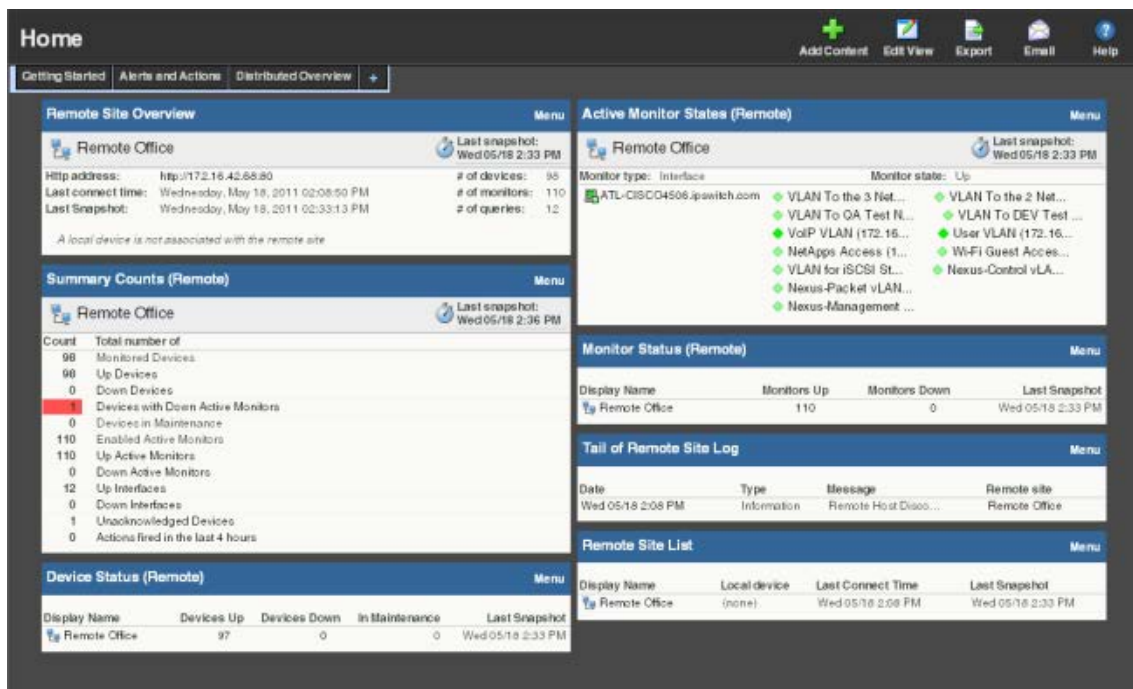 Home
Add Content Edit View Export Email Help
Getting Started Alerts and Actions Distributed Overview +
Remote Site Overview Menu
Remote Office Last snapshot:
Wed 05/18 2:33 PM
Http address: http://172.16.42.68:80 # of devices: 98
Last connect time: Wednesday, May 18, 2011 02:08:50 PM # of monitors: 110
Last Snapshot: Wednesday, May 18, 2011 02:33:13 PM # of queries: 12
A local device is not associated with the remote site
Summary Counts (Remote) Menu
Remote Office Last snapshot:
Wed 05/18 2:36 PM
Count Total number of
98 Monitored Devices
98 Up Devices
0 Down Devices
1 Devices with Down Active Monitors
0 Devices in Maintenance
110 Enabled Active Monitors
110 Up Active Monitors
0 Down Active Monitors
12 Up Interfaces
0 Down Interfaces
1 Unacknowledged Devices
0 Actions fired in the last 4 hours
Device Status (Remote) Menu
Display Name Devices Up Devices Down In Maintenance Last Snapshot
Remote Office 97 0 0 Wed 05/18 2:33 PM
Active Monitor States (Remote) Menu
Remote Office Last snapshot:
Wed 05/18 2:33 PM
Monitor type: Interface Monitor state: Up
ATL-CISCO4506.ipswitch.com VLAN To the 3 Net... VLAN To the 2 Net...
VLAN To QA Test N... VLAN To DEV Test ...
VoIP VLAN (172.16... User VLAN (172.16...
NetApps Access (1... Wi-Fi Guest Acces...
VLAN for iSCSI St... Nexus-Control vLA...
Nexus-Packet vLAN...
Nexus-Management ...
Monitor Status (Remote) Menu
Display Name Monitors Up Monitors Down Last Snapshot
Remote Office 110 0 Wed 05/18 2:33 PM
Tail of Remote Site Log Menu
Date Type Message Remote site
Wed 05/18 2:08 PM Information Remote Host Disco... Remote Office
Remote Site List Menu
Display Name Local device Last Connect Time Last Snapshot
Remote Office (none) Wed 05/18 2:08 PM Wed 05/18 2:33 PM